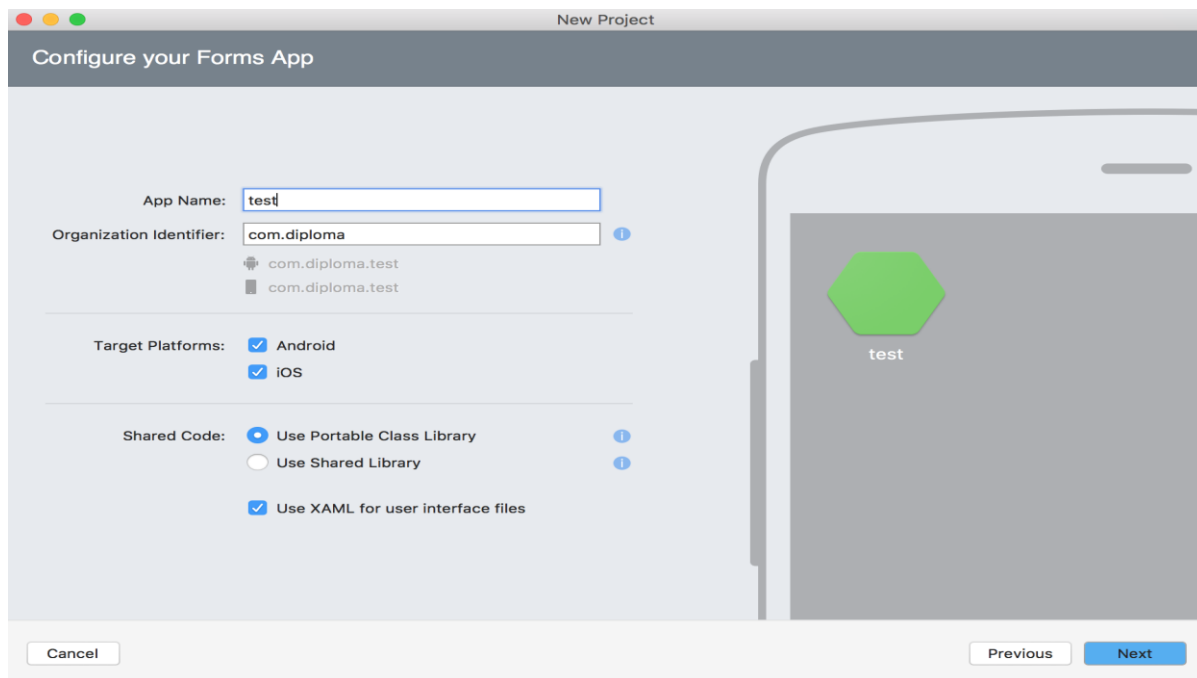 New Project
Configure your Forms App
App Name: test
Organization Identifier: com.diploma
com.diploma.test
com.diploma.test
Target Platforms: Android
iOS
Shared Code: Use Portable Class Library
Use Shared Library
Use XAML for user interface files
test
Cancel Previous Next